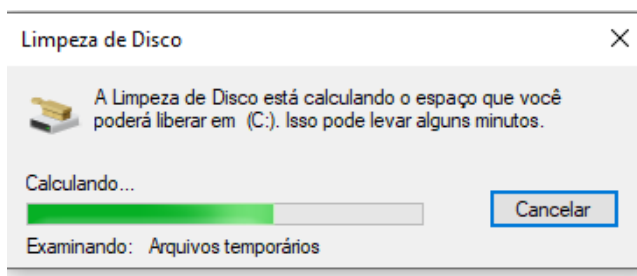 Limpeza de Disco
A Limpeza de Disco está calculando o espaço que você
poderá liberar em  (C:). Isso pode levar alguns minutos.
Calculando...
Cancelar
Examinando:   Arquivos temporários